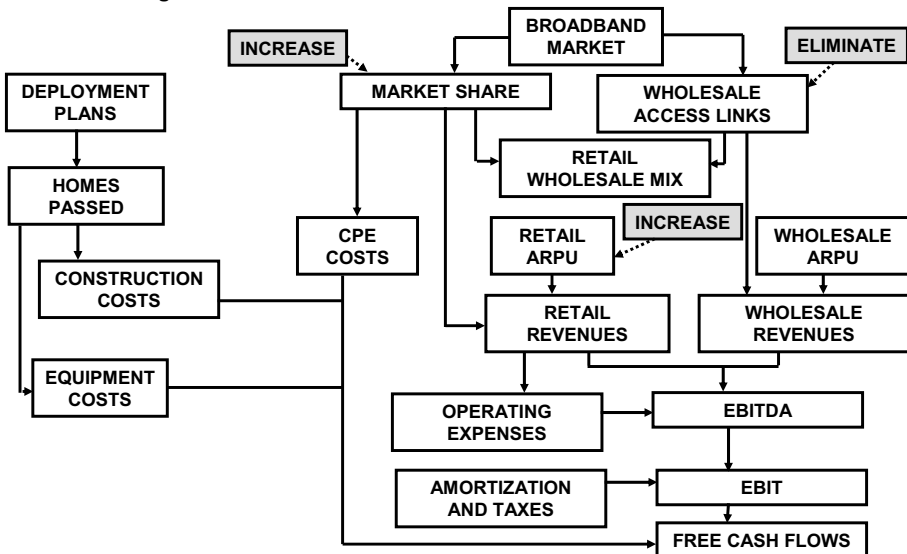 BROADBAND
MARKET
INCREASE
ELIMINATE
DEPLOYMENT
PLANS
MARKET SHARE
WHOLESALE
ACCESS LINKS
RETAIL
WHOLESALE MIX
HOMES
PASSED
INCREASE
CPE
COSTS
RETAIL
ARPU
WHOLESALE
ARPU
CONSTRUCTION
COSTS
RETAIL
REVENUES
WHOLESALE
REVENUES
EQUIPMENT
COSTS
OPERATING
EXPENSES
EBITDA
AMORTIZATION
AND TAXES
EBIT
FREE CASH FLOWS